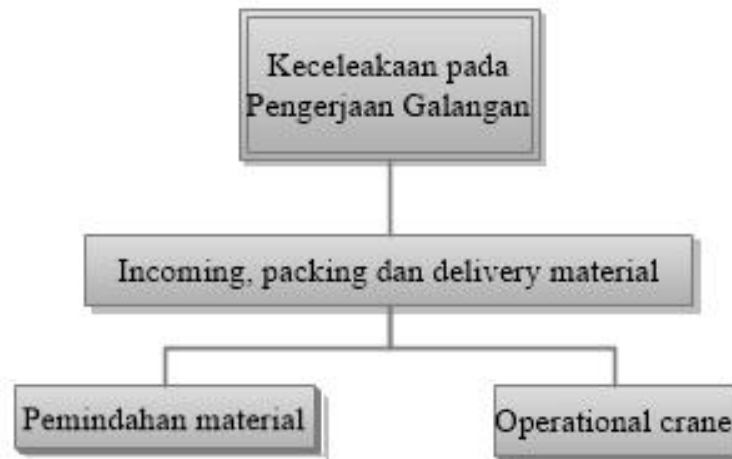 Keceleakaan pada
Pengerjaan Galangan
Incoming, packing dan delivery material
Pemindahan material
Operational crane